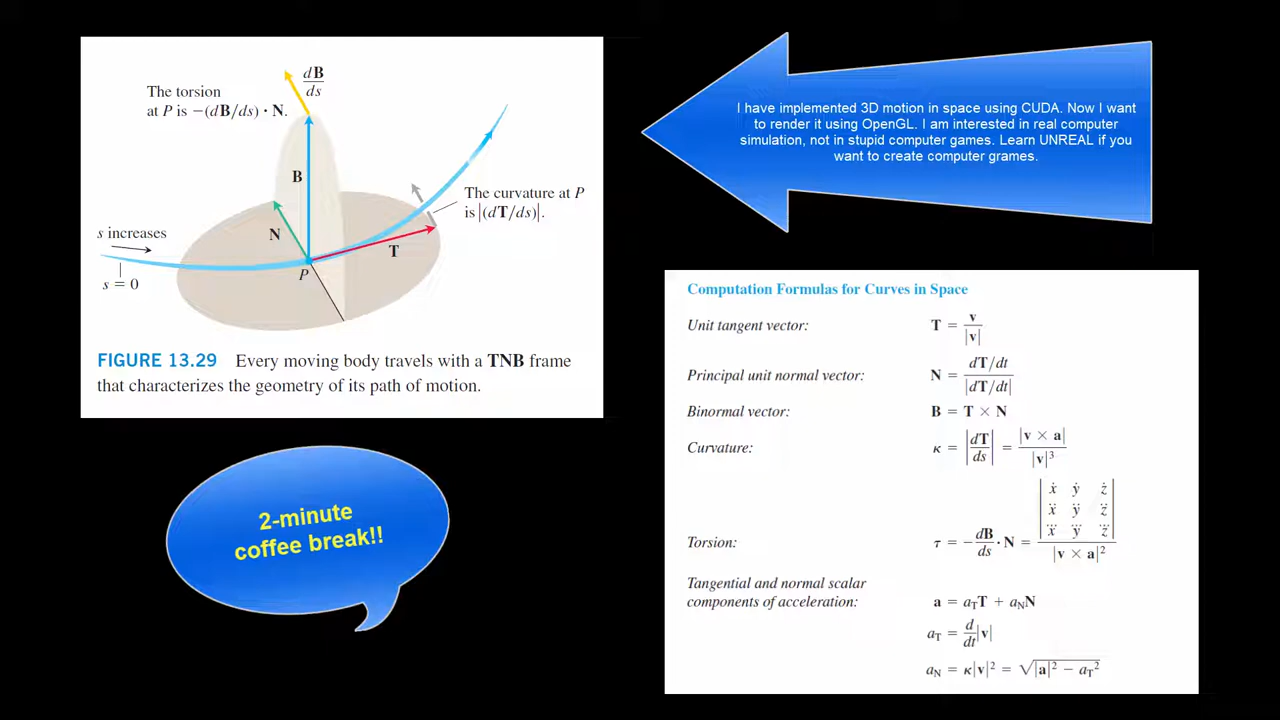 The torsion
at P is −(dB/ds) · N.
dB
ds
B
The curvature at P
is |(dT/ds)|.
N
s increases
T
P
s = 0
FIGURE 13.29 Every moving body travels with a TNB frame
that characterizes the geometry of its path of motion.
I have implemented 3D motion in space using CUDA. Now I want
to render it using OpenGL. I am interested in real computer
simulation, not in stupid computer games. Learn UNREAL if you
want to create computer grames.
2-minute
coffee break!!
Computation Formulas for Curves in Space
Unit tangent vector: T = v / |v|
Principal unit normal vector: N = dT/dt / |dT/dt|
Binormal vector: B = T × N
Curvature: κ = |dT/ds| = |v × a| / |v|³
Torsion: τ = −dB/ds · N = | ẋ ẏ ż ; ẍ ÿ z̈ ; x⃛ y⃛ z⃛ | / |v × a|²
Tangential and normal scalar
components of acceleration: a = aTT + aNN
aT = d/dt |v|
aN = κ|v|² = √|a|² − aT²